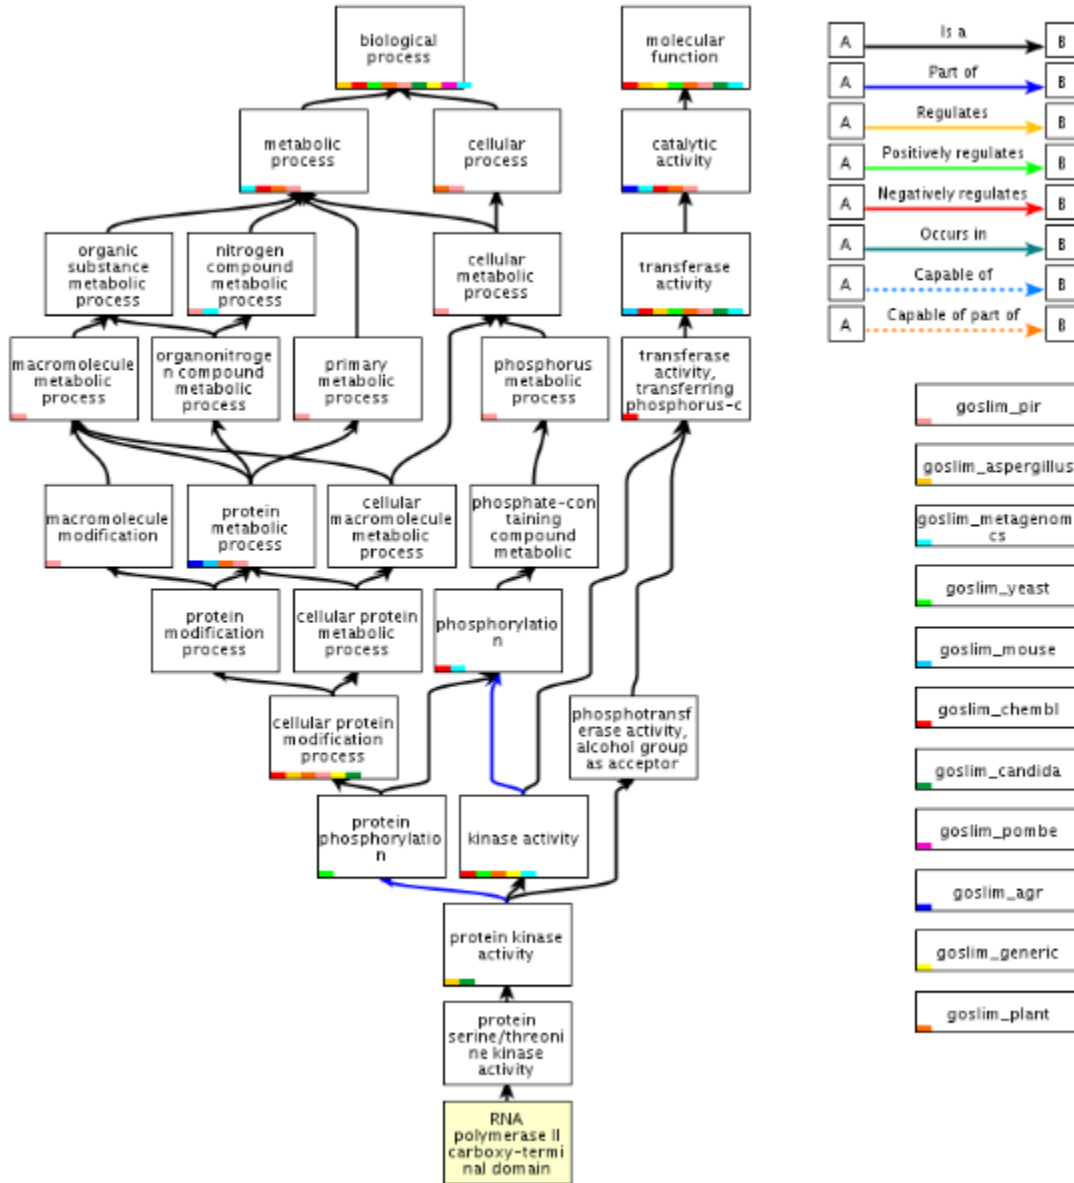 biological
process
molecular
function
metabolic
process
cellular
process
catalytic
activity
organic
substance
metabolic
process
nitrogen
compound
metabolic
process
cellular
metabolic
process
transferase
activity
macromolecule
metabolic
process
organonitroge
n compound
metabolic
process
primary
metabolic
process
phosphorus
metabolic
process
transferase
activity,
transferring
phosphorus-c
macromolecule
modification
protein
metabolic
process
cellular
macromolecule
metabolic
process
phosphate-con
taining
compound
metabolic
protein
modification
process
cellular protein
metabolic
process
phosphorylatio
n
cellular protein
modification
process
phosphotransf
erase activity,
alcohol group
as acceptor
protein
phosphorylatio
n
kinase activity
protein kinase
activity
protein
serine/threoni
ne kinase
activity
RNA
polymerase II
carboxy-termi
nal domain
A Is a B
A Part of B
A Regulates B
A Positively regulates B
A Negatively regulates B
A Occurs in B
A Capable of B
A Capable of part of B
goslim_pir
goslim_aspergillus
goslim_metagenomi
cs
goslim_yeast
goslim_mouse
goslim_chembl
goslim_candida
goslim_pombe
goslim_agr
goslim_generic
goslim_plant